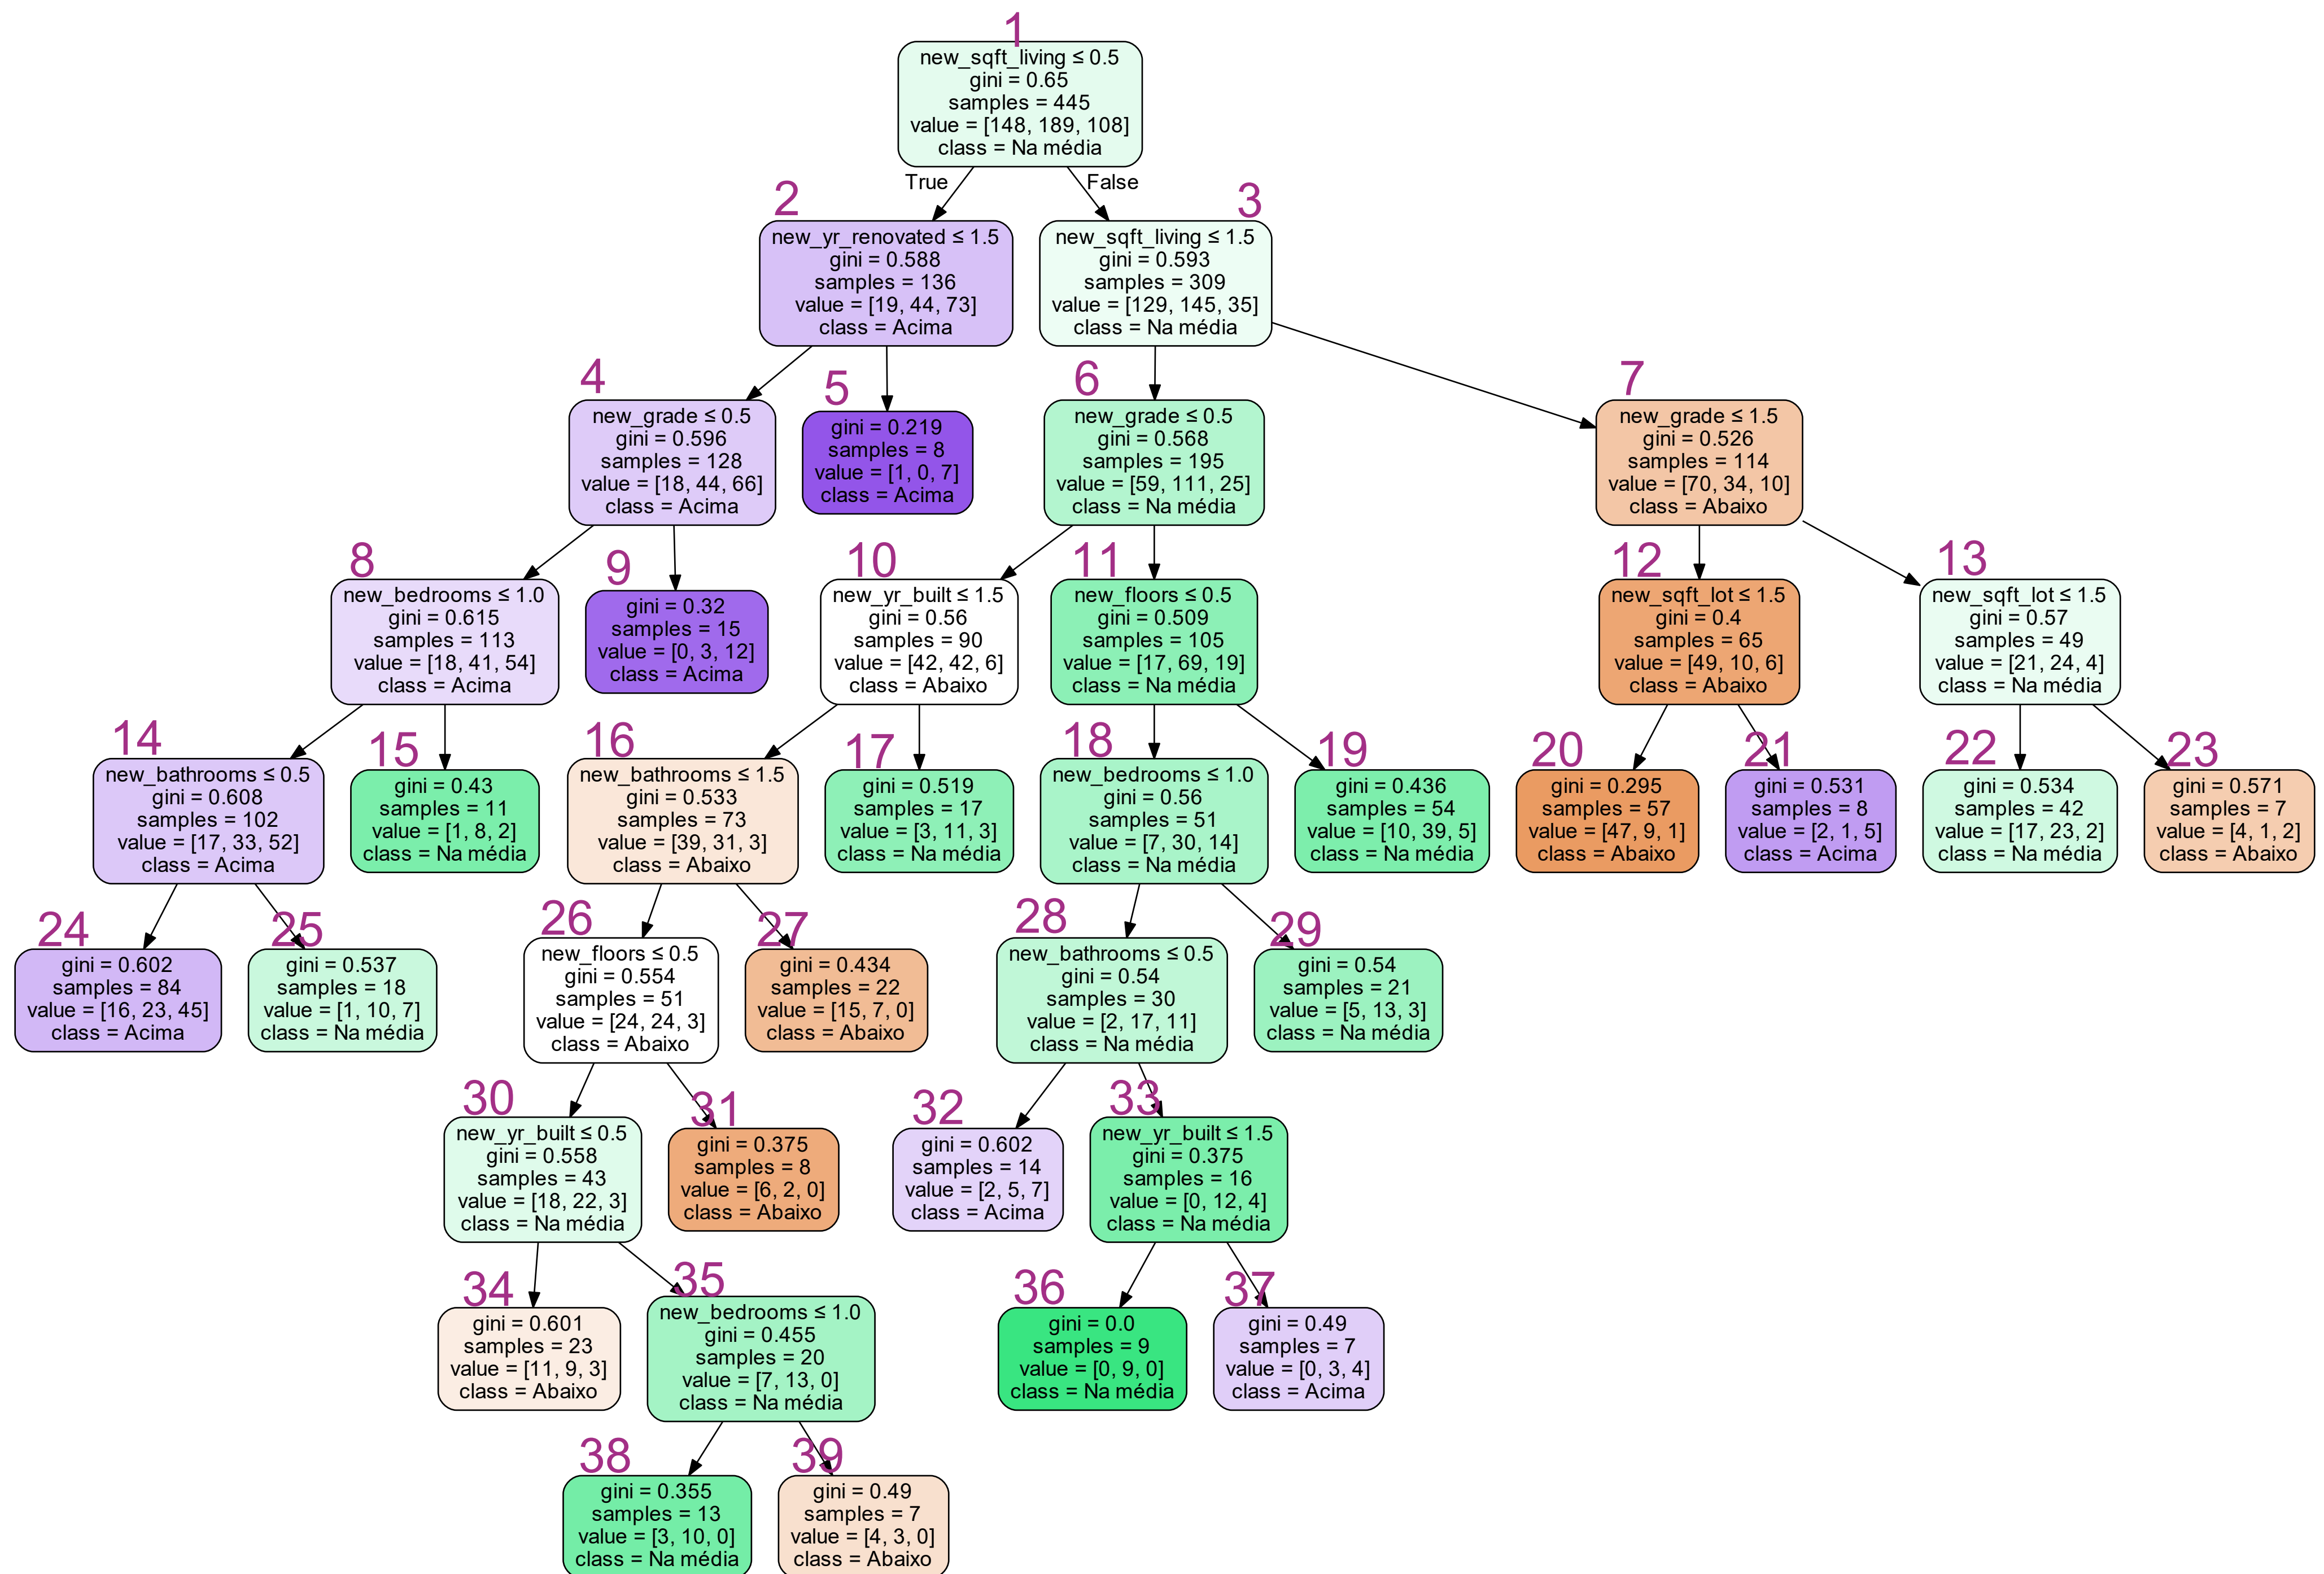 1
new_sqft_living ≤ 0.5
gini = 0.65
samples = 445
value = [148, 189, 108]
class = Na média
True
False
2
new_yr_renovated ≤ 1.5
gini = 0.588
samples = 136
value = [19, 44, 73]
class = Acima
3
new_sqft_living ≤ 1.5
gini = 0.593
samples = 309
value = [129, 145, 35]
class = Na média
4
new_grade ≤ 0.5
gini = 0.596
samples = 128
value = [18, 44, 66]
class = Acima
5
gini = 0.219
samples = 8
value = [1, 0, 7]
class = Acima
6
new_grade ≤ 0.5
gini = 0.568
samples = 195
value = [59, 111, 25]
class = Na média
7
new_grade ≤ 1.5
gini = 0.526
samples = 114
value = [70, 34, 10]
class = Abaixo
8
new_bedrooms ≤ 1.0
gini = 0.615
samples = 113
value = [18, 41, 54]
class = Acima
9
gini = 0.32
samples = 15
value = [0, 3, 12]
class = Acima
10
new_yr_built ≤ 1.5
gini = 0.56
samples = 90
value = [42, 42, 6]
class = Abaixo
11
new_floors ≤ 0.5
gini = 0.509
samples = 105
value = [17, 69, 19]
class = Na média
12
new_sqft_lot ≤ 1.5
gini = 0.4
samples = 65
value = [49, 10, 6]
class = Abaixo
13
new_sqft_lot ≤ 1.5
gini = 0.57
samples = 49
value = [21, 24, 4]
class = Na média
14
new_bathrooms ≤ 0.5
gini = 0.608
samples = 102
value = [17, 33, 52]
class = Acima
15
gini = 0.43
samples = 11
value = [1, 8, 2]
class = Na média
16
new_bathrooms ≤ 1.5
gini = 0.533
samples = 73
value = [39, 31, 3]
class = Abaixo
17
gini = 0.519
samples = 17
value = [3, 11, 3]
class = Na média
18
new_bedrooms ≤ 1.0
gini = 0.56
samples = 51
value = [7, 30, 14]
class = Na média
19
gini = 0.436
samples = 54
value = [10, 39, 5]
class = Na média
20
gini = 0.295
samples = 57
value = [47, 9, 1]
class = Abaixo
21
gini = 0.531
samples = 8
value = [2, 1, 5]
class = Acima
22
gini = 0.534
samples = 42
value = [17, 23, 2]
class = Na média
23
gini = 0.571
samples = 7
value = [4, 1, 2]
class = Abaixo
24
gini = 0.602
samples = 84
value = [16, 23, 45]
class = Acima
25
gini = 0.537
samples = 18
value = [1, 10, 7]
class = Na média
26
new_floors ≤ 0.5
gini = 0.554
samples = 51
value = [24, 24, 3]
class = Abaixo
27
gini = 0.434
samples = 22
value = [15, 7, 0]
class = Abaixo
28
new_bathrooms ≤ 0.5
gini = 0.54
samples = 30
value = [2, 17, 11]
class = Na média
29
gini = 0.54
samples = 21
value = [5, 13, 3]
class = Na média
30
new_yr_built ≤ 0.5
gini = 0.558
samples = 43
value = [18, 22, 3]
class = Na média
31
gini = 0.375
samples = 8
value = [6, 2, 0]
class = Abaixo
32
gini = 0.602
samples = 14
value = [2, 5, 7]
class = Acima
33
new_yr_built ≤ 1.5
gini = 0.375
samples = 16
value = [0, 12, 4]
class = Na média
34
gini = 0.601
samples = 23
value = [11, 9, 3]
class = Abaixo
35
new_bedrooms ≤ 1.0
gini = 0.455
samples = 20
value = [7, 13, 0]
class = Na média
36
gini = 0.0
samples = 9
value = [0, 9, 0]
class = Na média
37
gini = 0.49
samples = 7
value = [0, 3, 4]
class = Acima
38
gini = 0.355
samples = 13
value = [3, 10, 0]
class = Na média
39
gini = 0.49
samples = 7
value = [4, 3, 0]
class = Abaixo